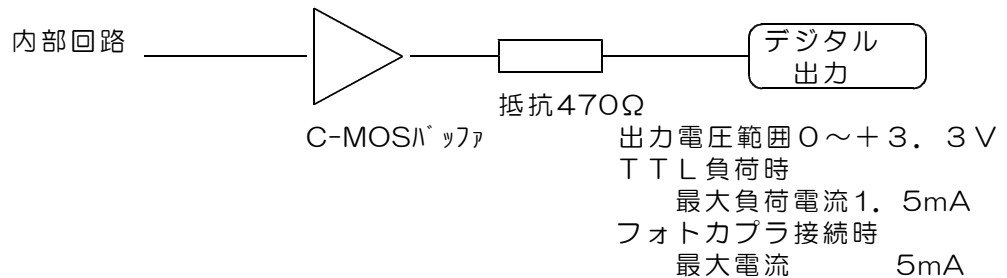 内部回路
デジタル
出力
抵抗470Ω
C-MOSﾊﾞｯﾌｧ
出力電圧範囲０～＋３．３Ｖ
ＴＴＬ負荷時
最大負荷電流１．5mA
フォトカプラ接続時
最大電流　　　5mA